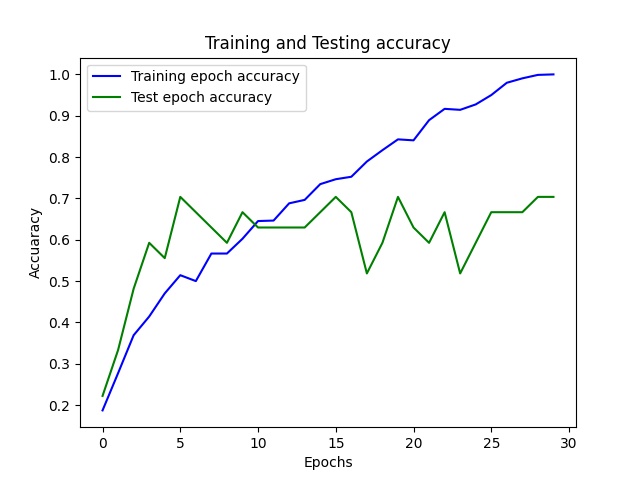 Training and Testing accuracy
Training epoch accuracy
Test epoch accuracy
1.0
0.9
0.8
0.7
0.6
0.5
0.4
0.3
0.2
Accuaracy
0 5 10 15 20 25 30
Epochs